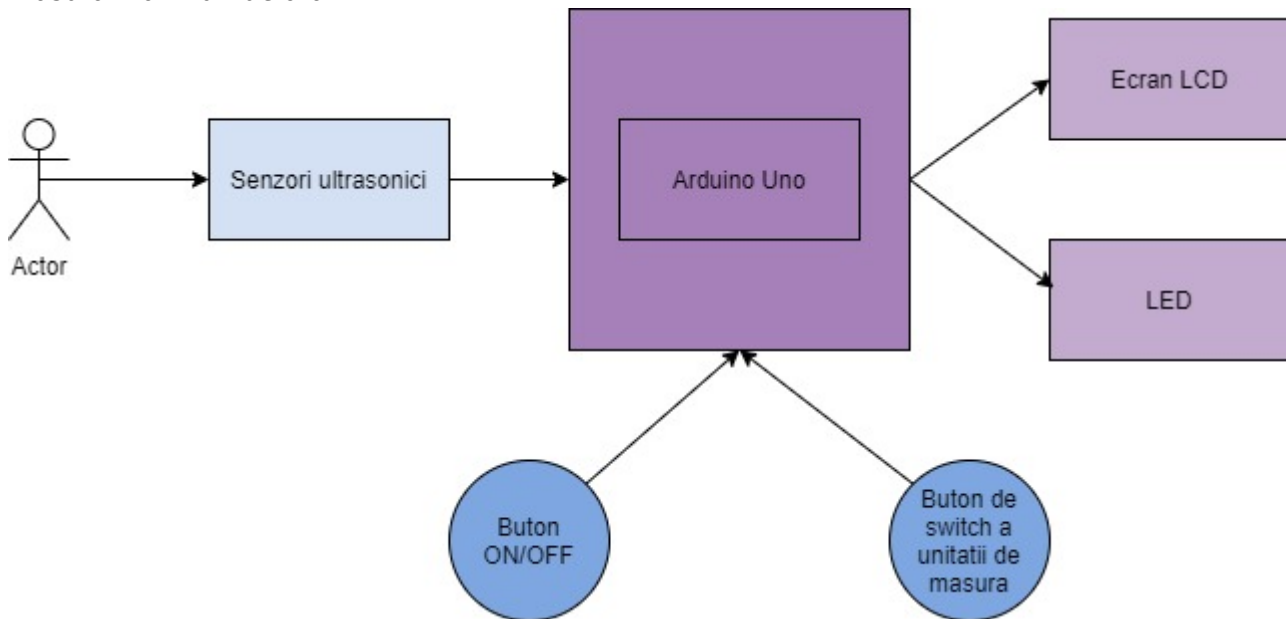 Actor
Senzori ultrasonici
Arduino Uno
Ecran LCD
LED
Buton
ON/OFF
Buton de
switch a
unitatii de
masura